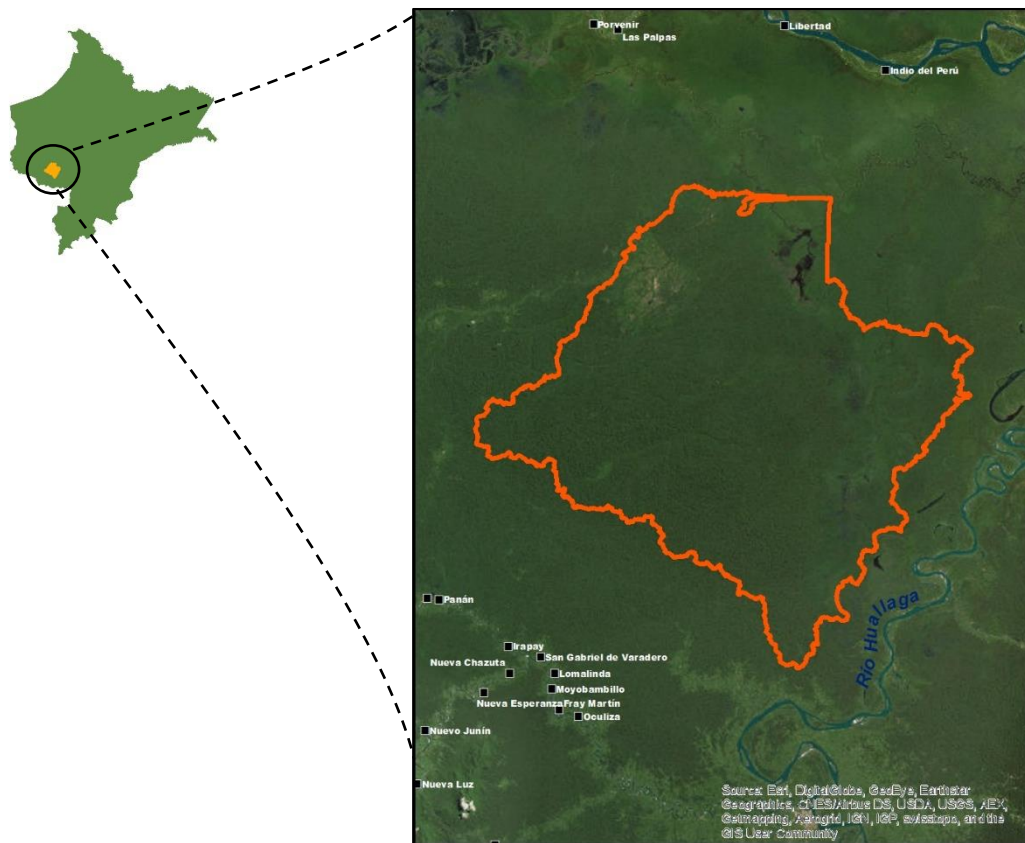 Porvenir
Las Palpas
Libertad
Indio del Perú
Panán
Irapay
San Gabriel de Varadero
Nueva Chazuta
Lomalinda
Moyobambillo
Nueva Esperanza
Fray Martín
Oculiza
Nuevo Junín
Nueva Luz
Río Huallaga
Source: Esri, DigitalGlobe, GeoEye, Earthstar
Geographics, CNES/Airbus DS, USDA, USGS, AEX,
Getmapping, Aerogrid, IGN, IGP, swisstopo, and the
GIS User Community